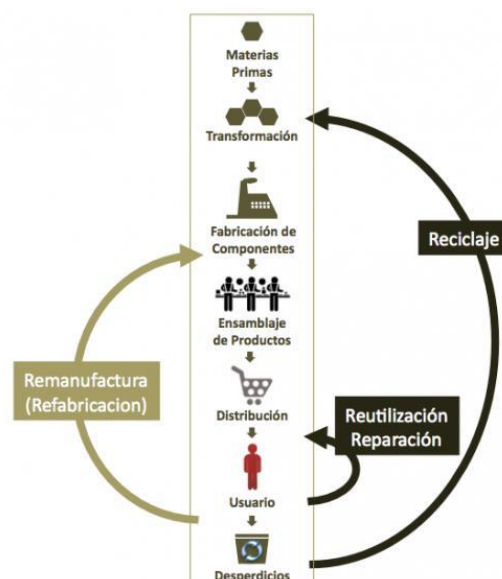 Materias
Primas
Transformación
Fabricación de
Componentes
Reciclaje
Ensamblaje
de Productos
Remanufactura
(Refabricacion)
Distribución
Reutilización
Reparación
Usuario
Desperdicios